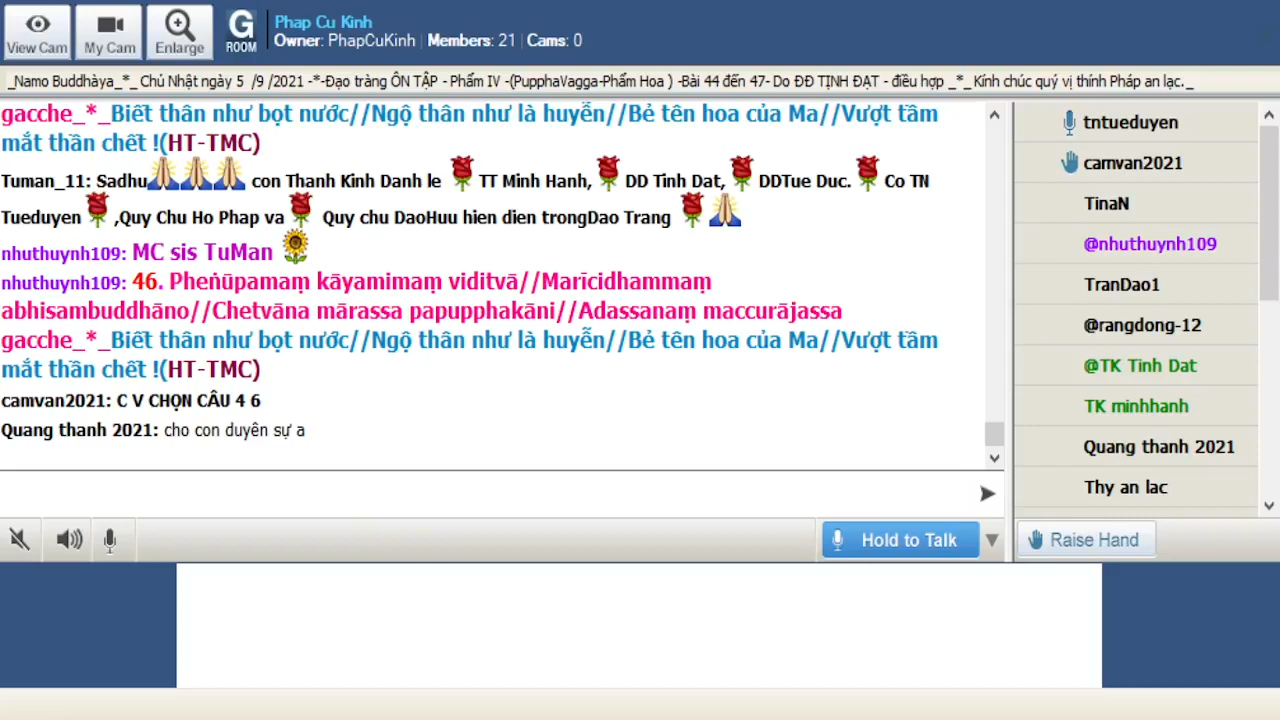 View Cam
My Cam
Enlarge
G
ROOM
Phap Cu Kinh
Owner: PhapCuKinh | Members: 21 | Cams: 0
_Namo Buddhàya_*_ Chủ Nhật ngày 5 /9 /2021 -*-Đạo tràng ÔN TẬP - Phẩm IV -(PupphaVagga-Phẩm Hoa ) -Bài 44 đến 47- Do ĐĐ TỊNH ĐẠT - điều hợp _*_Kính chúc quý vị thính Pháp an lạc._
gacche_*_Biết thân như bọt nước//Ngộ thân như là huyễn//Bẻ tên hoa của Ma//Vượt tầm
mắt thần chết !(HT-TMC)
Tuman_11: Sadhu con Thanh Kinh Danh le TT Minh Hanh, DD Tinh Dat, DDTue Duc. Co TN
Tueduyen ,Quy Chu Ho Phap va Quy chu DaoHuu hien dien trongDao Trang
nhuthuynh109: MC sis TuMan
nhuthuynh109: 46. Pheṅūpamaṃ kāyamimaṃ viditvā//Marīcidhammaṃ
abhisambuddhāno//Chetvāna mārassa papupphakāni//Adassanaṃ maccurājassa
gacche_*_Biết thân như bọt nước//Ngộ thân như là huyễn//Bẻ tên hoa của Ma//Vượt tầm
mắt thần chết !(HT-TMC)
camvan2021: C V CHỌN CÂU 4 6
Quang thanh 2021: cho con duyên sự a
tntueduyen
camvan2021
TinaN
@nhuthuynh109
TranDao1
@rangdong-12
@TK Tinh Dat
TK minhhanh
Quang thanh 2021
Thy an lac
Hold to Talk
Raise Hand